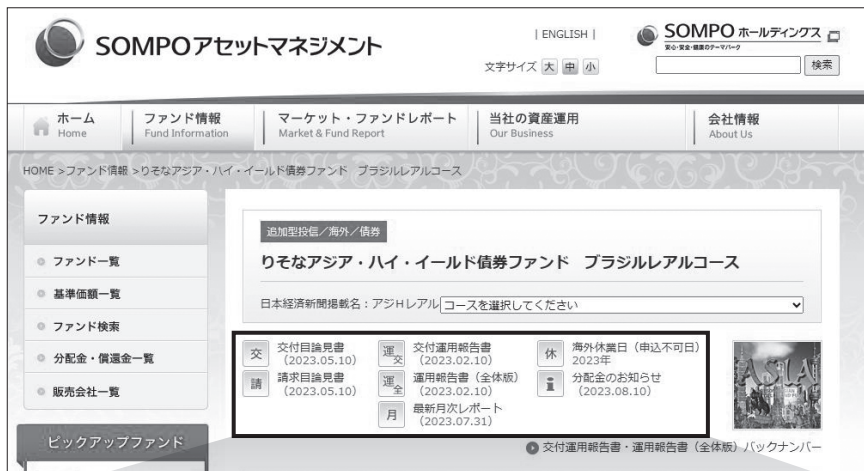 SOMPOアセットマネジメント
| ENGLISH |
SOMPO ホールディングス
安心・安全・健康のテーマパーク
文字サイズ 大 中 小
検索
ホーム
Home
ファンド情報
Fund Information
マーケット・ファンドレポート
Market & Fund Report
当社の資産運用
Our Business
会社情報
About Us
HOME >ファンド情報 >りそなアジア・ハイ・イールド債券ファンド ブラジルレアルコース
ファンド情報
ファンド一覧
基準価額一覧
ファンド検索
分配金・償還金一覧
販売会社一覧
ピックアップファンド
追加型投信／海外／債券
りそなアジア・ハイ・イールド債券ファンド ブラジルレアルコース
日本経済新聞掲載名：アジHレアル コースを選択してください
交 交付目論見書
（2023.05.10）
請 請求目論見書
（2023.05.10）
運交 交付運用報告書
（2023.02.10）
運全 運用報告書（全体版）
（2023.02.10）
月 最新月次レポート
（2023.07.31）
休 海外休業日（申込不可日）
2023年
i 分配金のお知らせ
（2023.08.10）
ASIA
交付運用報告書・運用報告書（全体版）バックナンバー